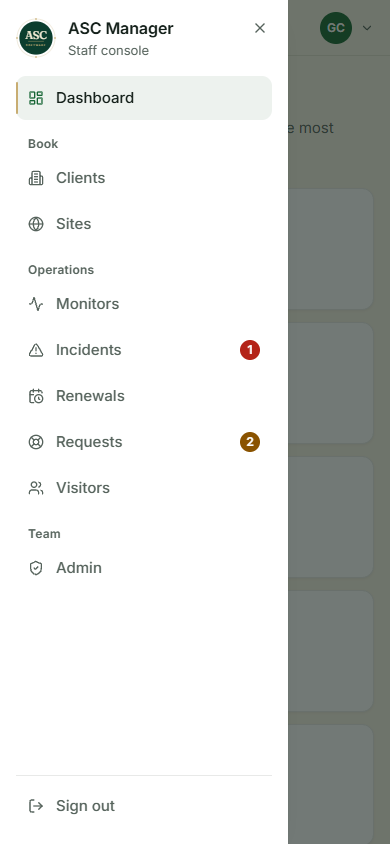 ASC
ASC Manager
Staff console
GC
Dashboard
e most
Book
Clients
Sites
Operations
Monitors
Incidents 1
Renewals
Requests 2
Visitors
Team
Admin
Sign out